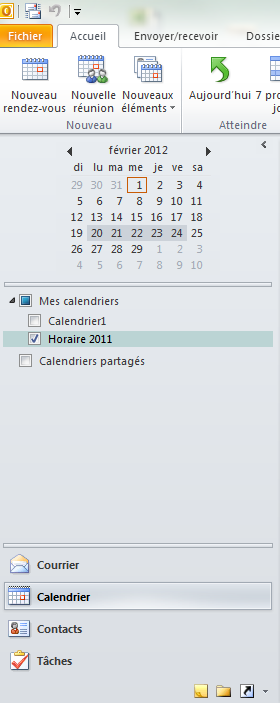 Fichier Accueil Envoyer/recevoir Dossie
Nouveau rendez-vous
Nouvelle réunion
Nouveaux éléments
Aujourd'hui
7 pro jo
Nouveau Atteindre
février 2012
di lu ma me je ve sa
29 30 31 1 2 3 4
5 6 7 8 9 10 11
12 13 14 15 16 17 18
19 20 21 22 23 24 25
26 27 28 29 1 2 3
4 5 6 7 8 9 10
Mes calendriers
Calendrier1
Horaire 2011
Calendriers partagés
Courrier
Calendrier
Contacts
Tâches